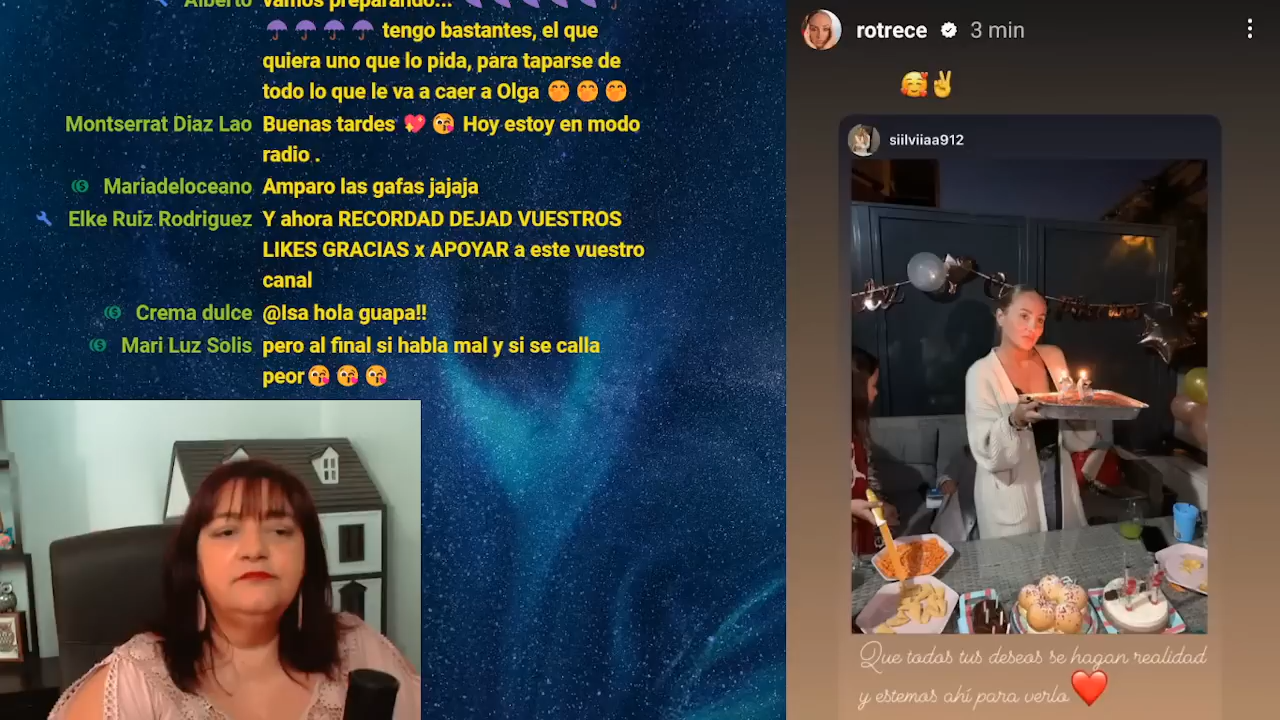 Alberto vamos preparando...
tengo bastantes, el que
quiera uno que lo pida, para taparse de
todo lo que le va a caer a Olga 🤭 🤭 🤭
Montserrat Diaz Lao Buenas tardes 💖 😘 Hoy estoy en modo
radio .
Mariadeloceano Amparo las gafas jajaja
Elke Ruiz Rodriguez Y ahora RECORDAD DEJAD VUESTROS
LIKES GRACIAS x APOYAR a este vuestro
canal
Crema dulce @Isa hola guapa!!
Mari Luz Solis pero al final si habla mal y si se calla
peor😘 😘 😘
rotrece 3 min
🥰✌
siilviiaa912
Que todos tus deseos se hagan realidad
y estemos ahí para verlo❤️